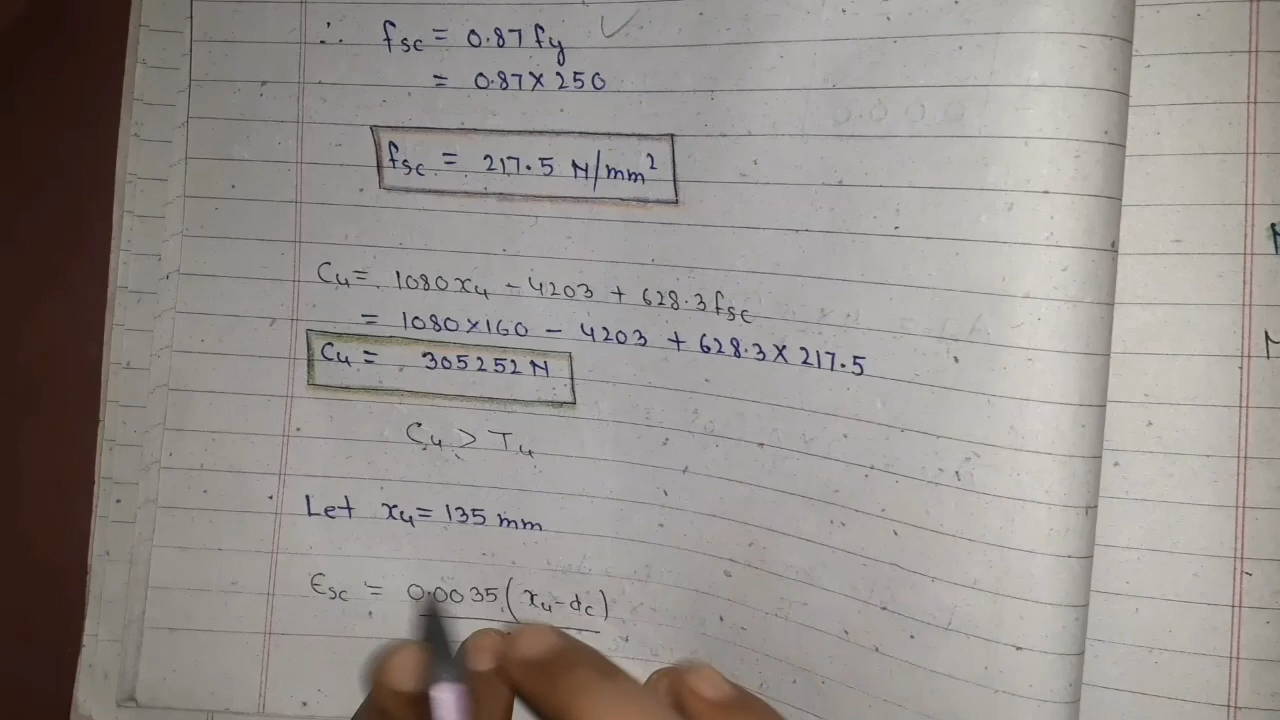 ∴ fsc = 0.87 fy ✓
= 0.87 × 250
fsc = 217.5 N/mm²
Cu = 1080 xu - 4203 + 628.3 fsc
= 1080 × 160 - 4203 + 628.3 × 217.5
Cu = 305252 N
Cu > Tu
Let xu = 135 mm
Esc = 0.0035 (xu - dc)